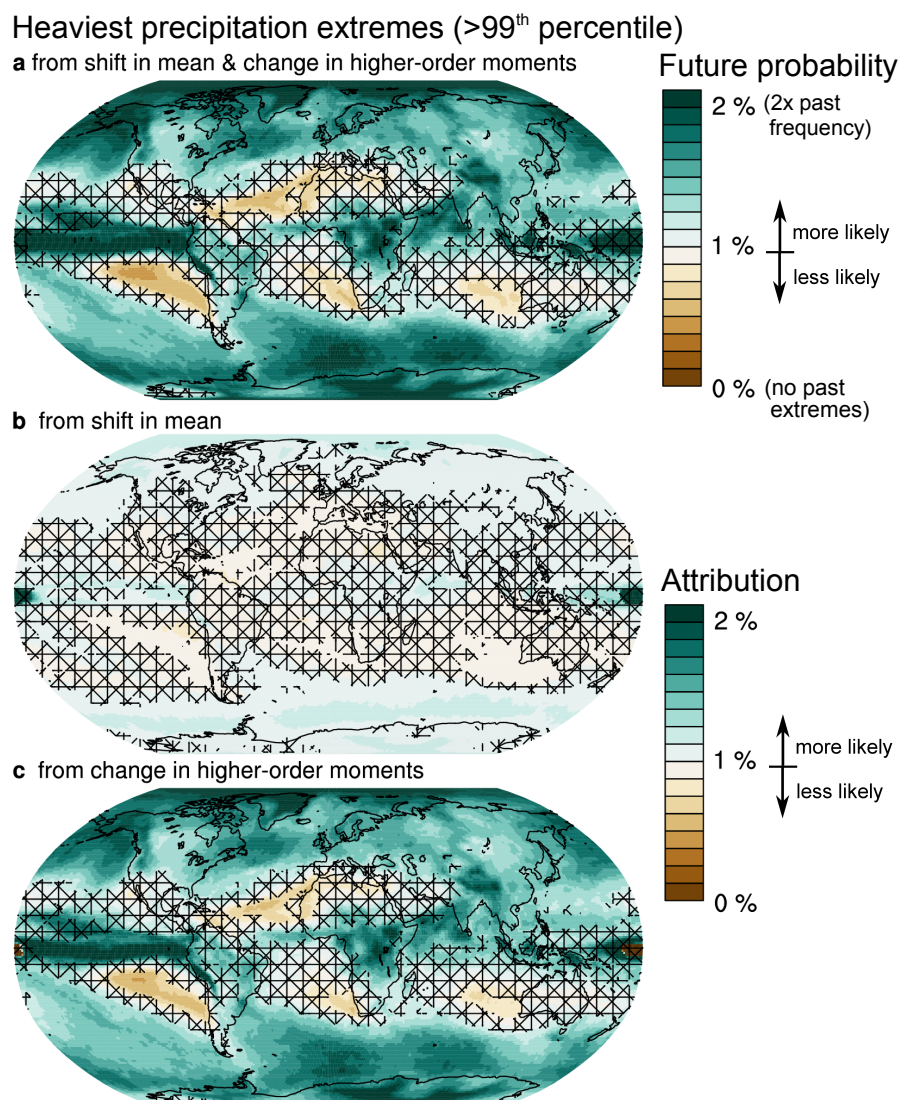 Heaviest precipitation extremes (>99th percentile)
a from shift in mean & change in higher-order moments
Future probability
2 % (2x past
frequency)
more likely
1 %
less likely
0 % (no past
extremes)
b from shift in mean
Attribution
2 %
more likely
1 %
less likely
0 %
c from change in higher-order moments